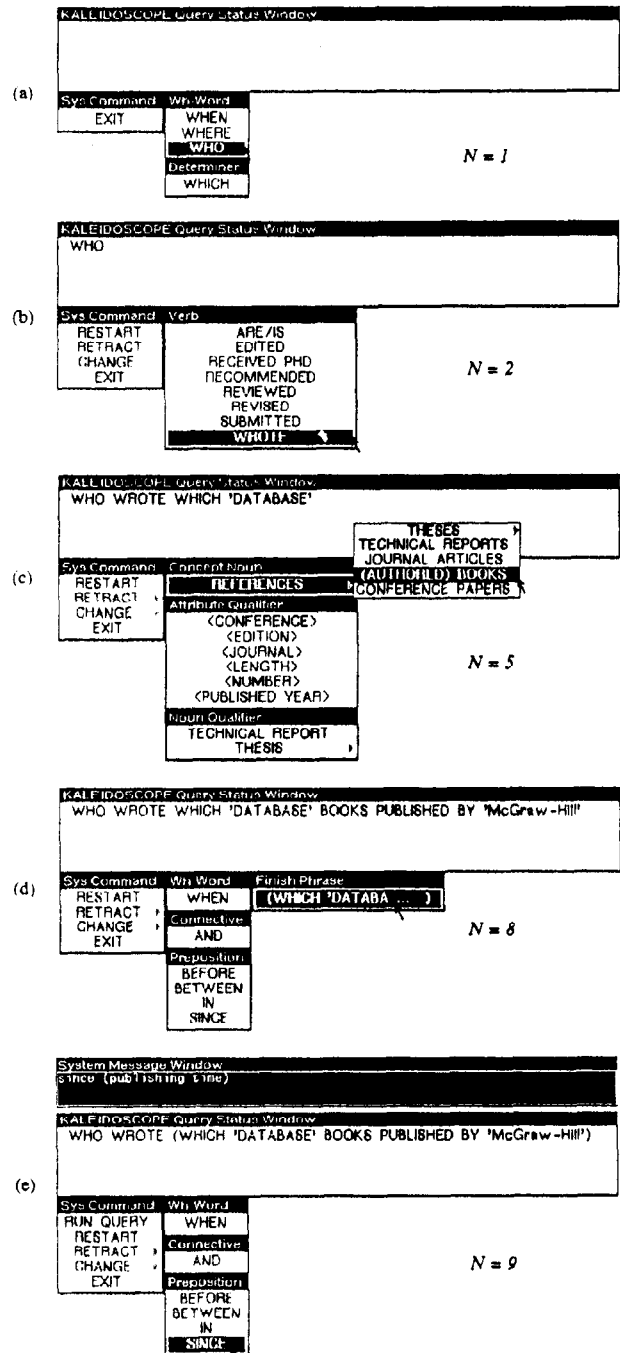 KALEIDOSCOPE Query Status Window
(a)
Sys Command Wh-Word
EXIT WHEN
WHERE
WHO
N = 1
Determiner
WHICH
KALEIDOSCOPE Query Status Window
WHO
(b)
Sys Command Verb
RESTART ARE/IS
RETRACT EDITED
CHANGE RECEIVED PHD
EXIT RECOMMENDED
N = 2
REVIEWED
REVISED
SUBMITTED
WROTE
KALEIDOSCOPE Query Status Window
WHO WROTE WHICH 'DATABASE'
THESES
TECHNICAL REPORTS
JOURNAL ARTICLES
(c)
Sys Command Concept Noun
(AUTHORED) BOOKS
RESTART REFERENCES
CONFERENCE PAPERS
RETRACT
CHANGE Attribute Qualifier
EXIT <CONFERENCE>
<EDITION>
<JOURNAL>
N = 5
<LENGTH>
<NUMBER>
<PUBLISHED YEAR>
Noun Qualifier
TECHNICAL REPORT
THESIS
KALEIDOSCOPE Query Status Window
WHO WROTE WHICH 'DATABASE' BOOKS PUBLISHED BY 'McGraw-Hill'
(d)
Sys Command Wh-Word Finish Phrase
RESTART WHEN (WHICH 'DATABA ... )
RETRACT
CHANGE Connective
EXIT AND
N = 8
Preposition
BEFORE
BETWEEN
IN
SINCE
System Message Window
since (publishing time)
KALEIDOSCOPE Query Status Window
WHO WROTE (WHICH 'DATABASE' BOOKS PUBLISHED BY 'McGraw-Hill')
(e)
Sys Command Wh-Word
RUN QUERY WHEN
RESTART
RETRACT Connective
CHANGE AND
N = 9
EXIT Preposition
BEFORE
BETWEEN
IN
SINCE